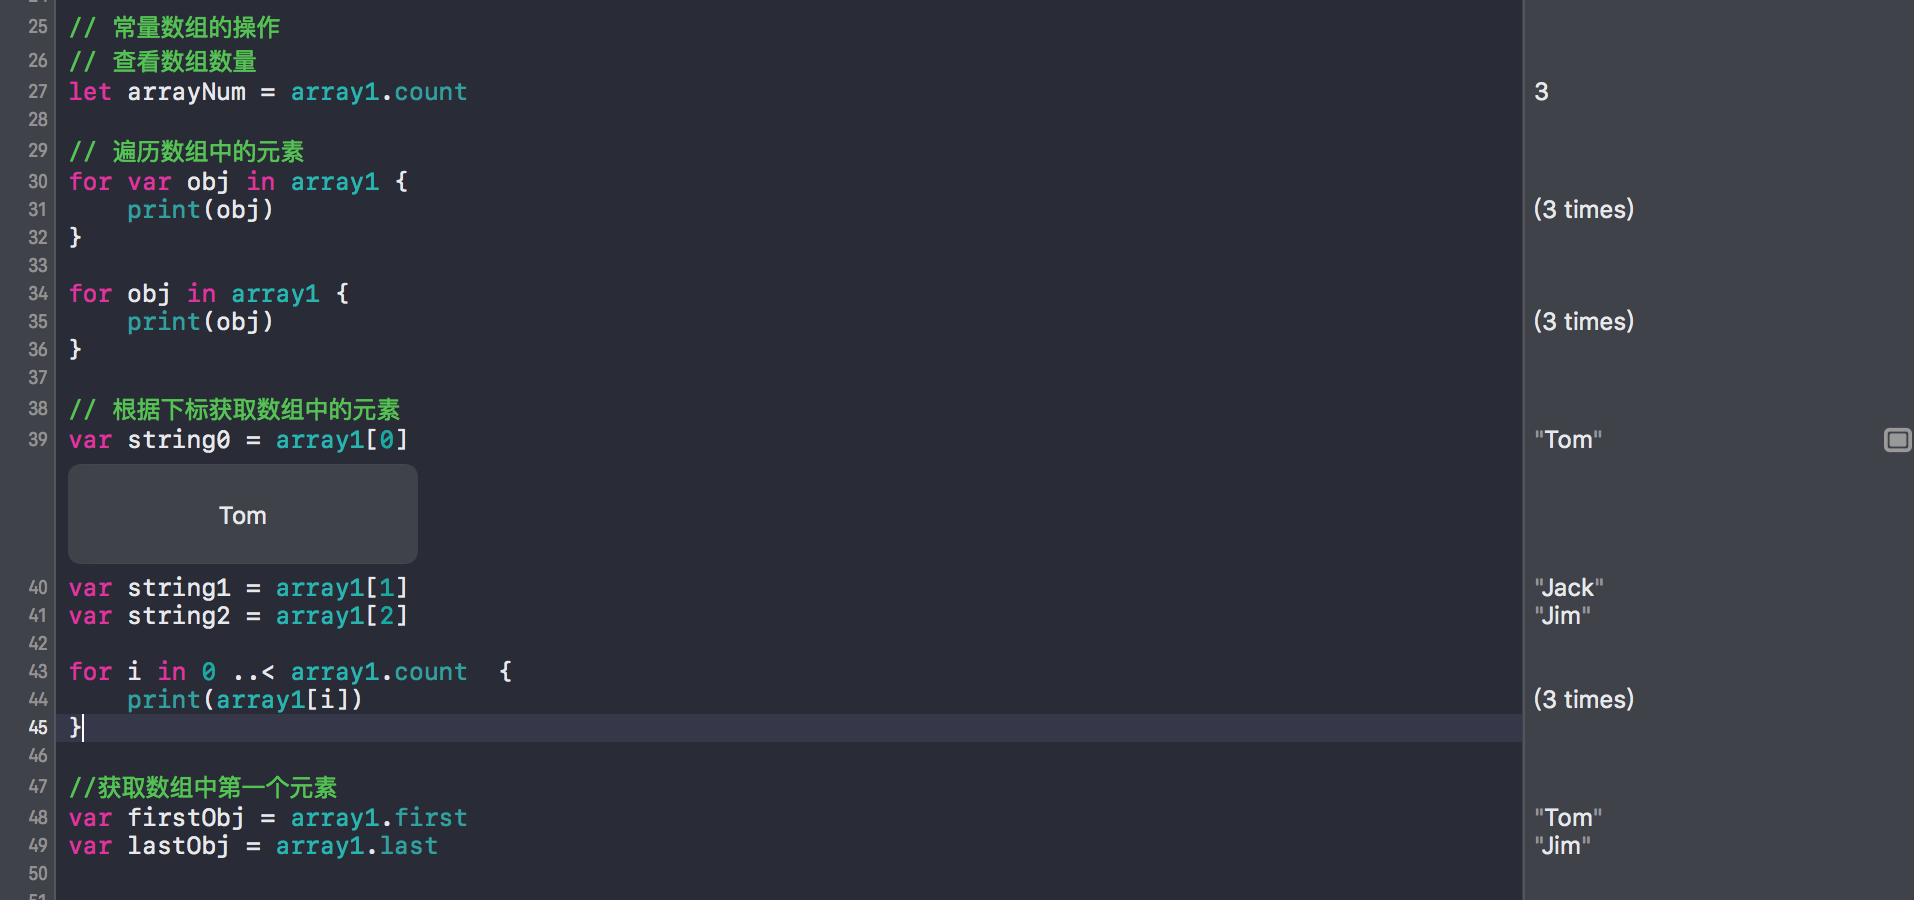 25 // 常量数组的操作
26 // 查看数组数量
27 let arrayNum = array1.count 3
28
29 // 遍历数组中的元素
30 for var obj in array1 {
31 print(obj) (3 times)
32 }
33
34 for obj in array1 {
35 print(obj) (3 times)
36 }
37
38 // 根据下标获取数组中的元素
39 var string0 = array1[0] "Tom"
Tom
40 var string1 = array1[1] "Jack"
41 var string2 = array1[2] "Jim"
42
43 for i in 0 ..< array1.count  {
44 print(array1[i]) (3 times)
45 }
46
47 //获取数组中第一个元素
48 var firstObj = array1.first "Tom"
49 var lastObj = array1.last "Jim"
50